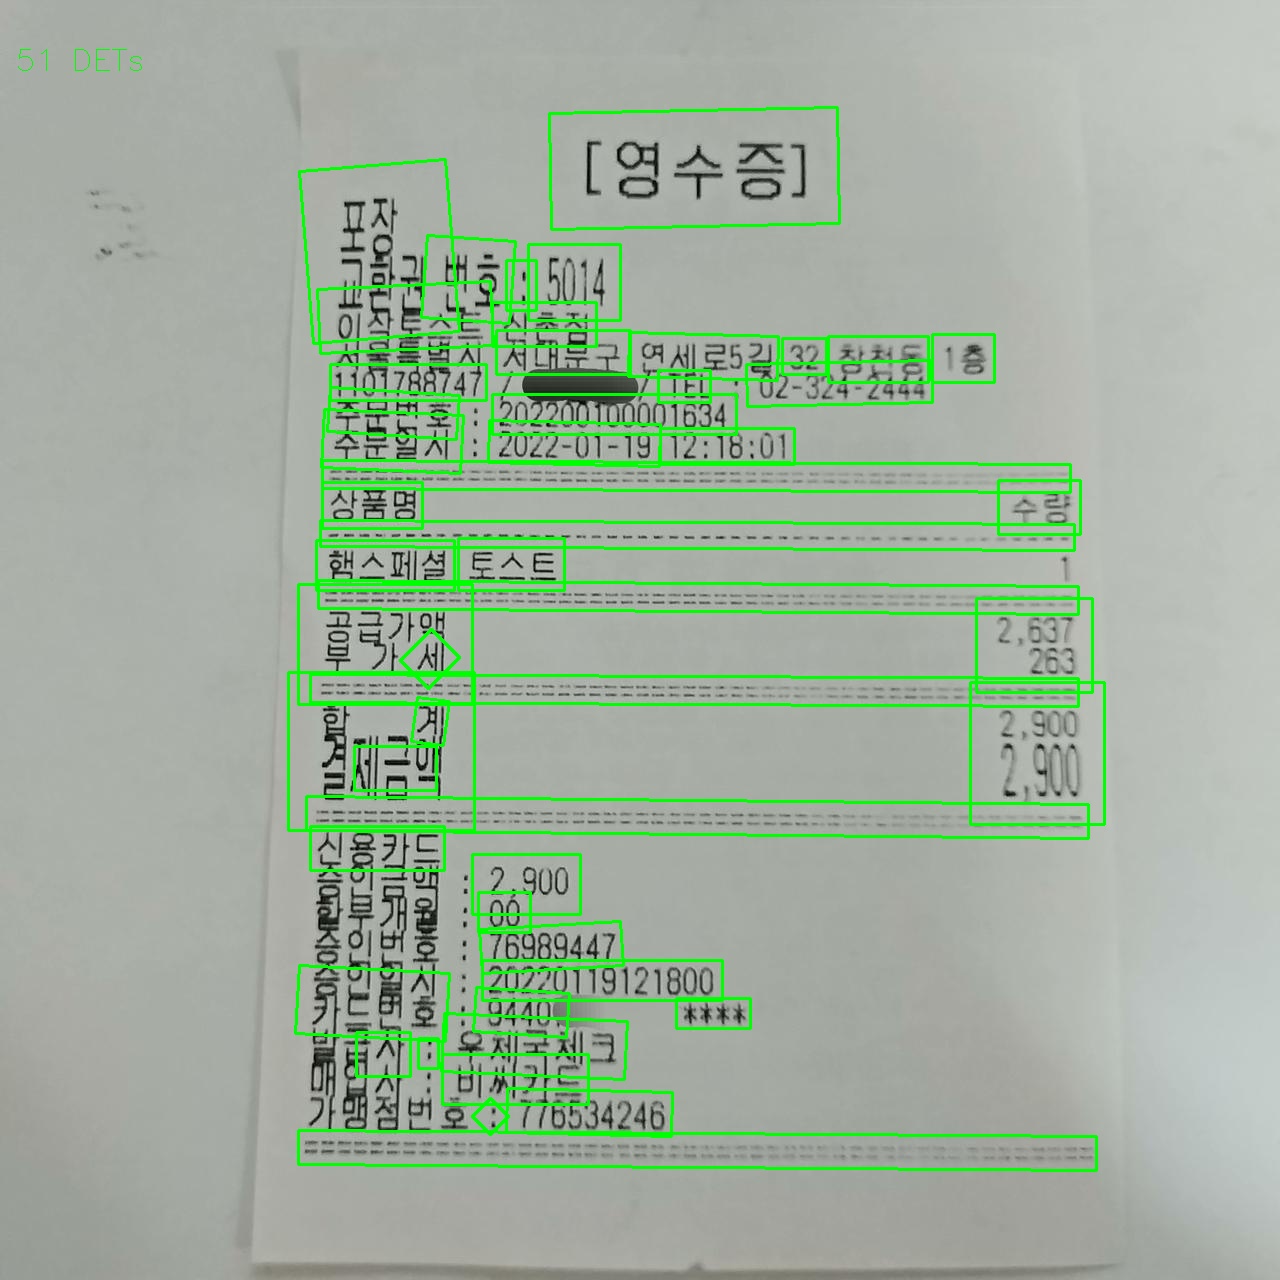 51 DETs
[영수증]
포장
교환권 번호 : 5014
이삭토스트 신촌점
서울특별시 서대문구 연세로5길 32 창천동 1층
1101788747 / / TEL : 02-324-2444
주문번호 : 202200100001634
주문일시 : 2022-01-19 12:18:01
상품명 수량
햄스페셜 토스트 1
공급가액 2,637
부 가 세 263
합 계 2,900
결제금액 2,900
신용카드
승인금액 : 2,900
할부개월 : 00
승인번호 : 76989447
승인일시 : 20220119121800
카드번호 : 9440 ****
발급사 : 우체국체크
매입사 : 비씨카드
가맹점번호 : 776534246